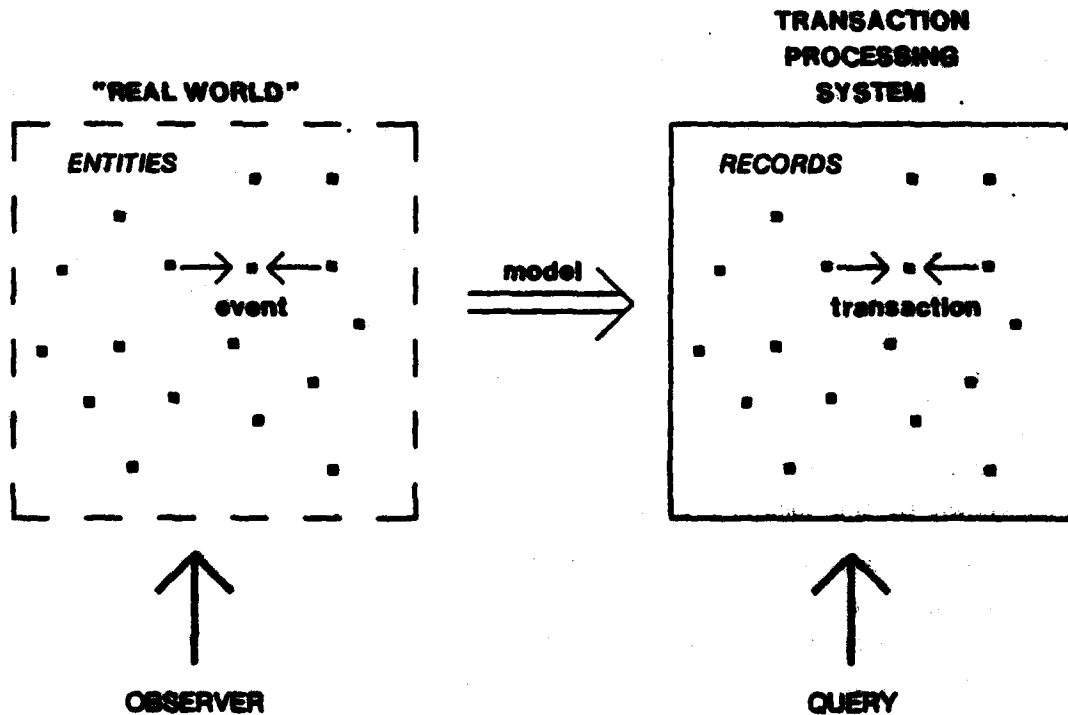 "REAL WORLD"
ENTITIES
event
OBSERVER
model
TRANSACTION
PROCESSING
SYSTEM
RECORDS
transaction
QUERY